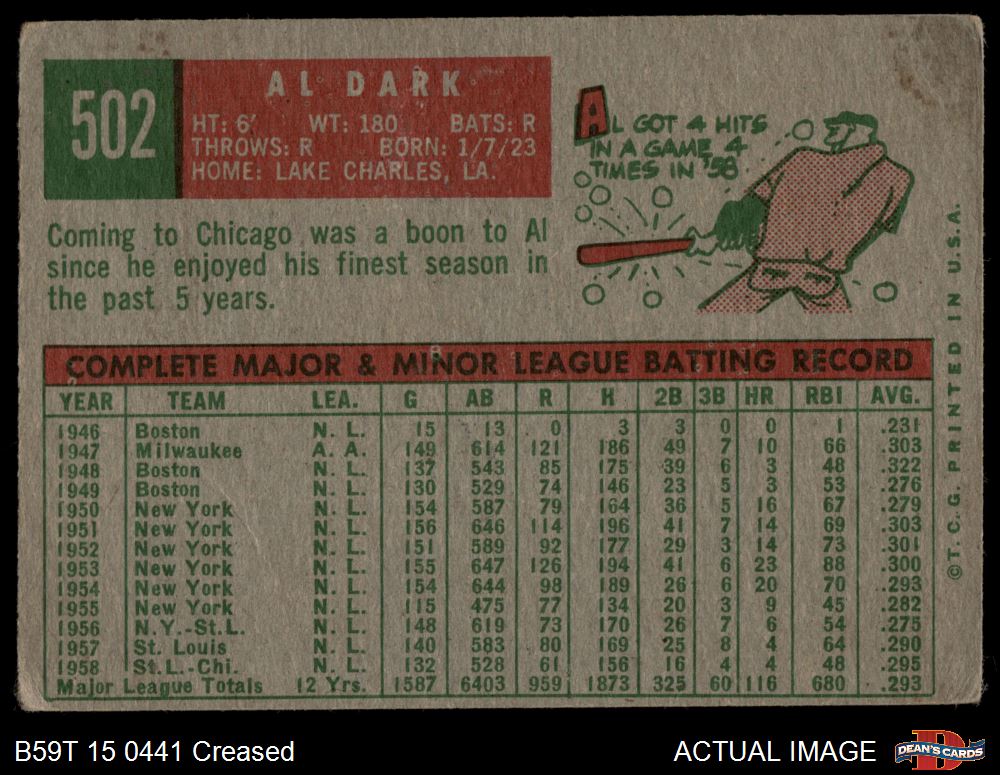 502
AL DARK
HT: 6' WT: 180 BATS: R
THROWS: R BORN: 1/7/23
HOME: LAKE CHARLES, LA.
AL GOT 4 HITS
IN A GAME 4
TIMES IN '58
Coming to Chicago was a boon to Al
since he enjoyed his finest season in
the past 5 years.
COMPLETE MAJOR & MINOR LEAGUE BATTING RECORD
YEAR TEAM LEA. G AB R H 2B 3B HR RBI AVG.
1946 Boston N. L. 15 13 0 3 3 0 0 1 .231
1947 Milwaukee A. A. 149 614 121 186 49 7 10 66 .303
1948 Boston N. L. 137 543 85 175 39 6 3 48 .322
1949 Boston N. L. 130 529 74 146 23 5 3 53 .276
1950 New York N. L. 154 587 79 164 36 5 16 67 .279
1951 New York N. L. 156 646 114 196 41 7 14 69 .303
1952 New York N. L. 151 589 92 177 29 3 14 73 .301
1953 New York N. L. 155 647 126 194 41 6 23 88 .300
1954 New York N. L. 154 644 98 189 26 6 20 70 .293
1955 New York N. L. 115 475 77 134 20 3 9 45 .282
1956 N.Y.-St.L. N. L. 148 619 73 170 26 7 6 54 .275
1957 St. Louis N. L. 140 583 80 169 25 8 4 64 .290
1958 St.L.-Chi. N. L. 132 528 61 156 16 4 4 48 .295
Major League Totals 12 Yrs. 1587 6403 959 1873 325 60 116 680 .293
© T. C. G. PRINTED IN U.S.A.
B59T 15 0441 Creased
ACTUAL IMAGE
DEAN'S CARDS